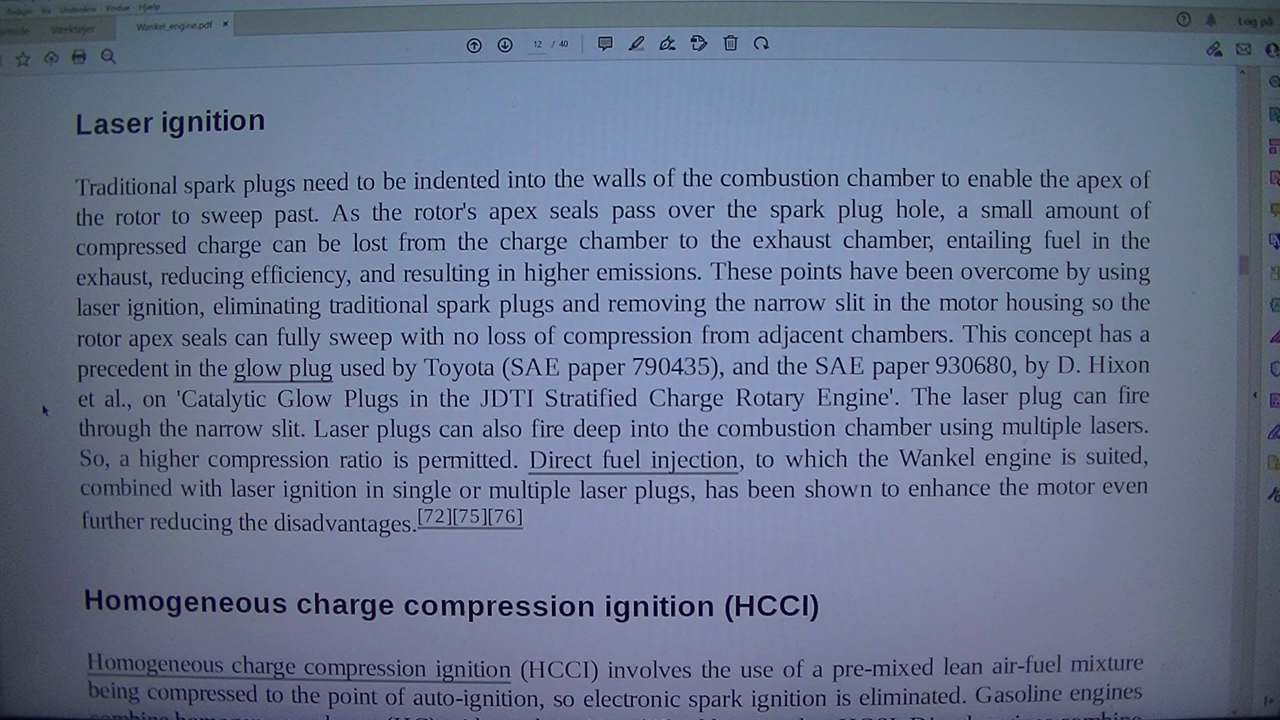 Vindue Hjælp
Værktøjer Wankel_engine.pdf × Log på
12 / 40
Laser ignition
Traditional spark plugs need to be indented into the walls of the combustion chamber to enable the apex of
the rotor to sweep past. As the rotor's apex seals pass over the spark plug hole, a small amount of
compressed charge can be lost from the charge chamber to the exhaust chamber, entailing fuel in the
exhaust, reducing efficiency, and resulting in higher emissions. These points have been overcome by using
laser ignition, eliminating traditional spark plugs and removing the narrow slit in the motor housing so the
rotor apex seals can fully sweep with no loss of compression from adjacent chambers. This concept has a
precedent in the glow plug used by Toyota (SAE paper 790435), and the SAE paper 930680, by D. Hixon
et al., on 'Catalytic Glow Plugs in the JDTI Stratified Charge Rotary Engine'. The laser plug can fire
through the narrow slit. Laser plugs can also fire deep into the combustion chamber using multiple lasers.
So, a higher compression ratio is permitted. Direct fuel injection, to which the Wankel engine is suited,
combined with laser ignition in single or multiple laser plugs, has been shown to enhance the motor even
further reducing the disadvantages.[72][75][76]
Homogeneous charge compression ignition (HCCI)
Homogeneous charge compression ignition (HCCI) involves the use of a pre-mixed lean air-fuel mixture
being compressed to the point of auto-ignition, so electronic spark ignition is eliminated. Gasoline engines